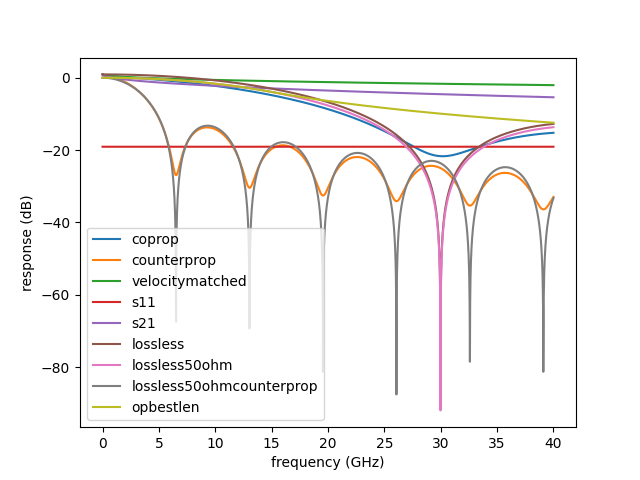 0
−20
−40
−60
−80
response (dB)
coprop
counterprop
velocitymatched
s11
s21
lossless
lossless50ohm
lossless50ohmcounterprop
opbestlen
0 5 10 15 20 25 30 35 40
frequency (GHz)